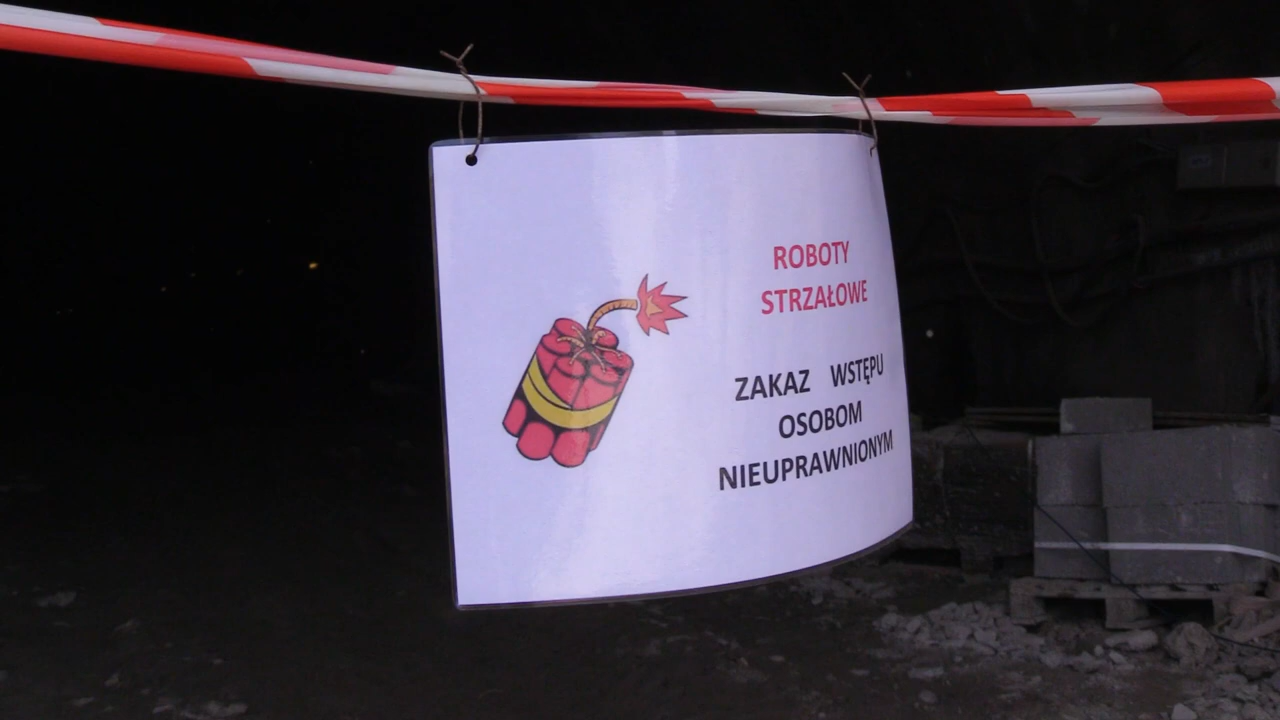 ROBOTY
STRZAŁOWE
ZAKAZ WSTĘPU
OSOBOM
NIEUPRAWNIONYM